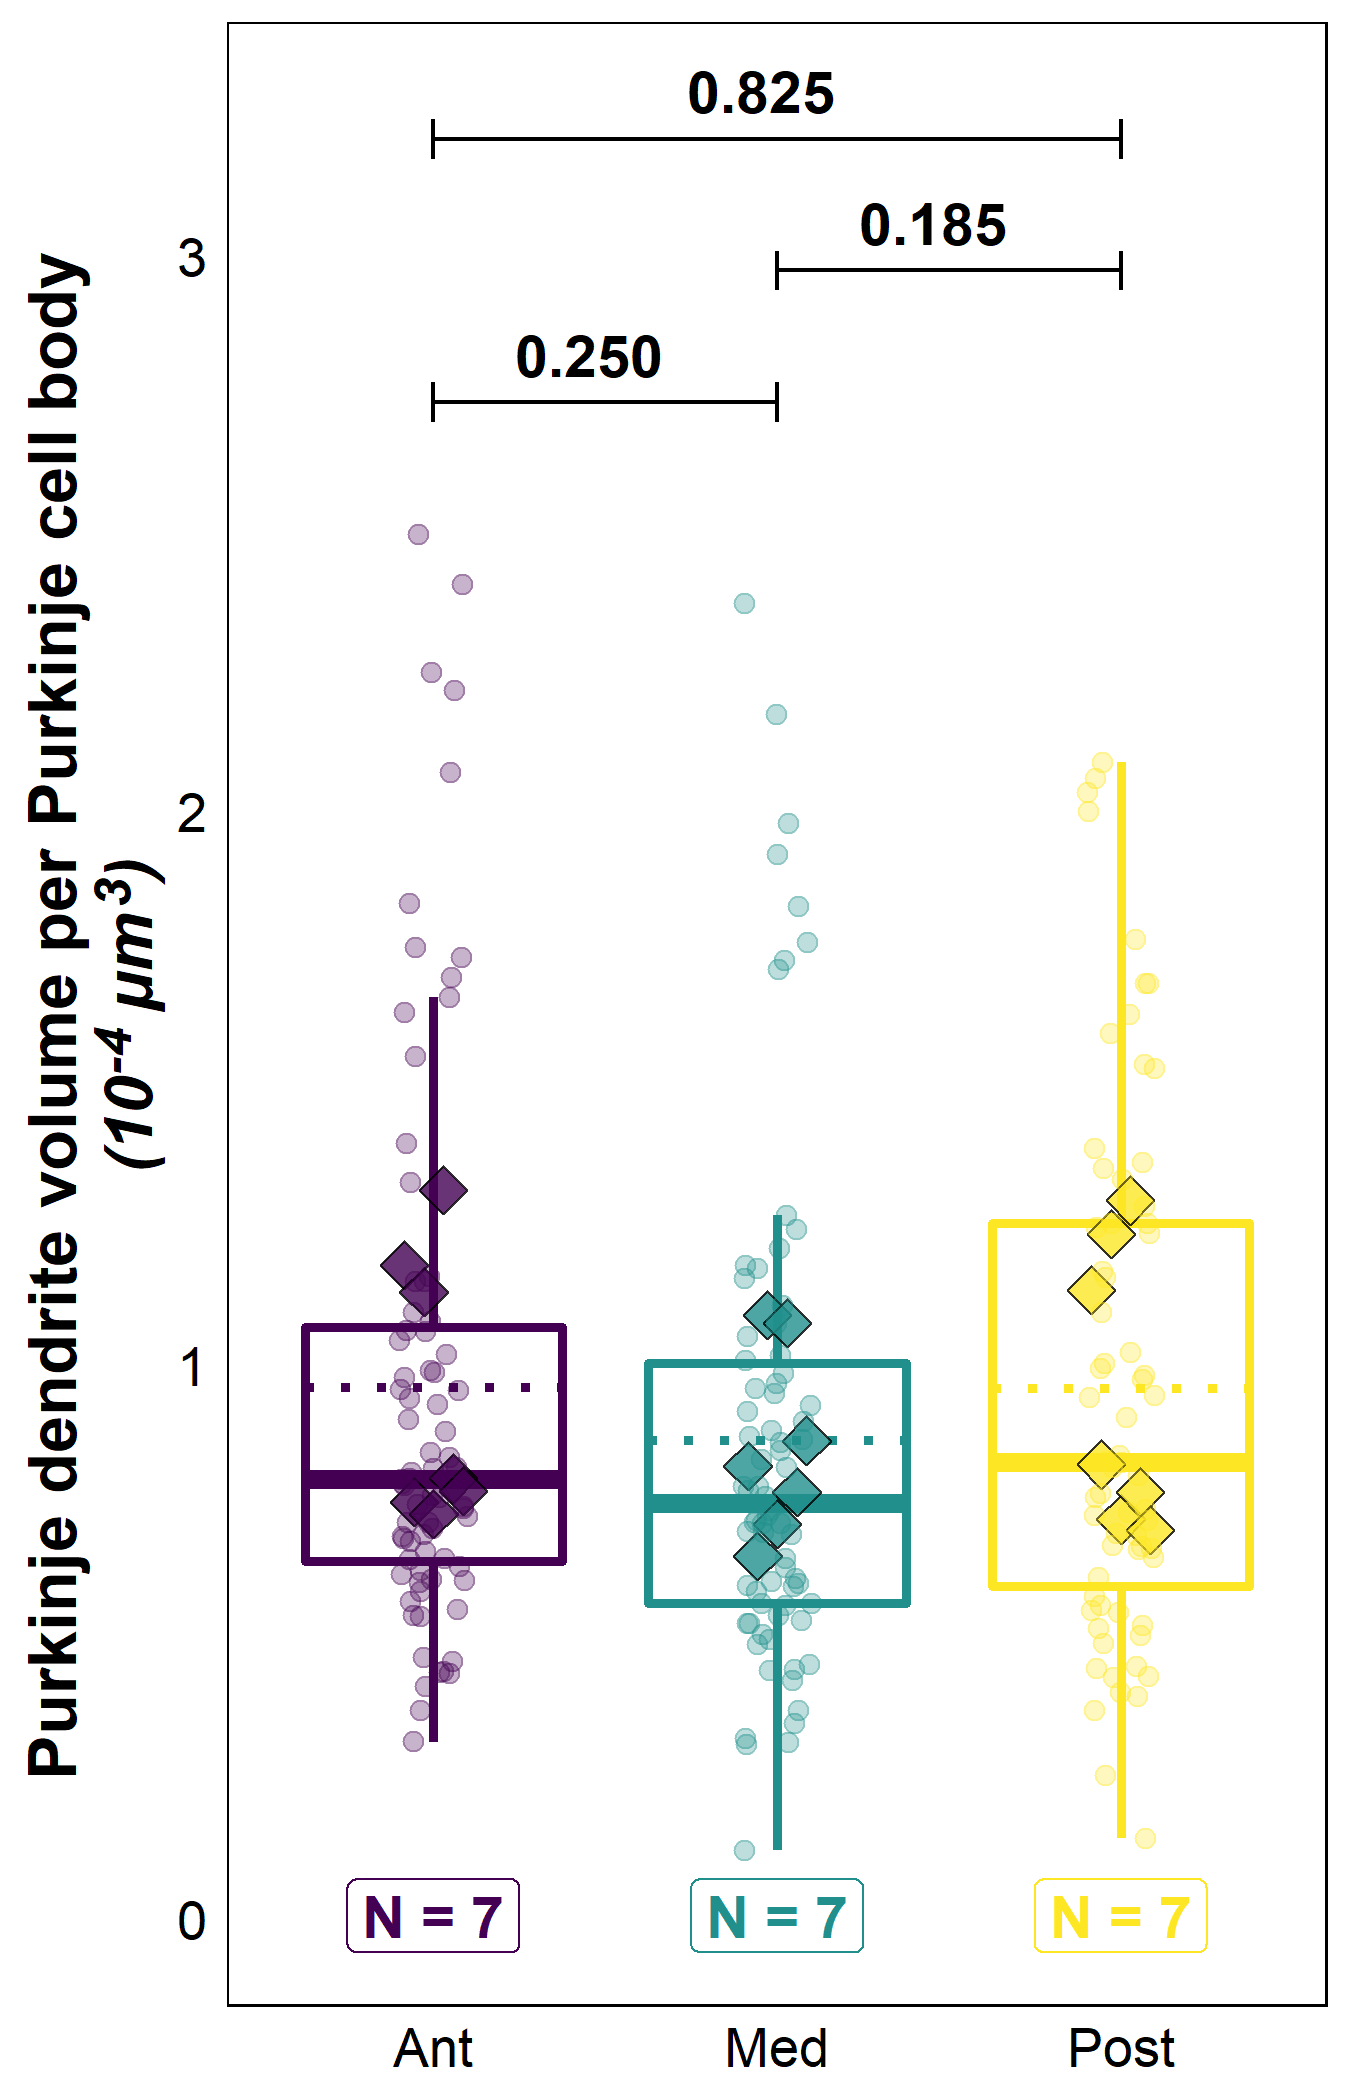 Purkinje dendrite volume per Purkinje cell body
(10⁻⁴ µm³)
0.825
0.185
0.250
3
2
1
0
N = 7
N = 7
N = 7
Ant
Med
Post